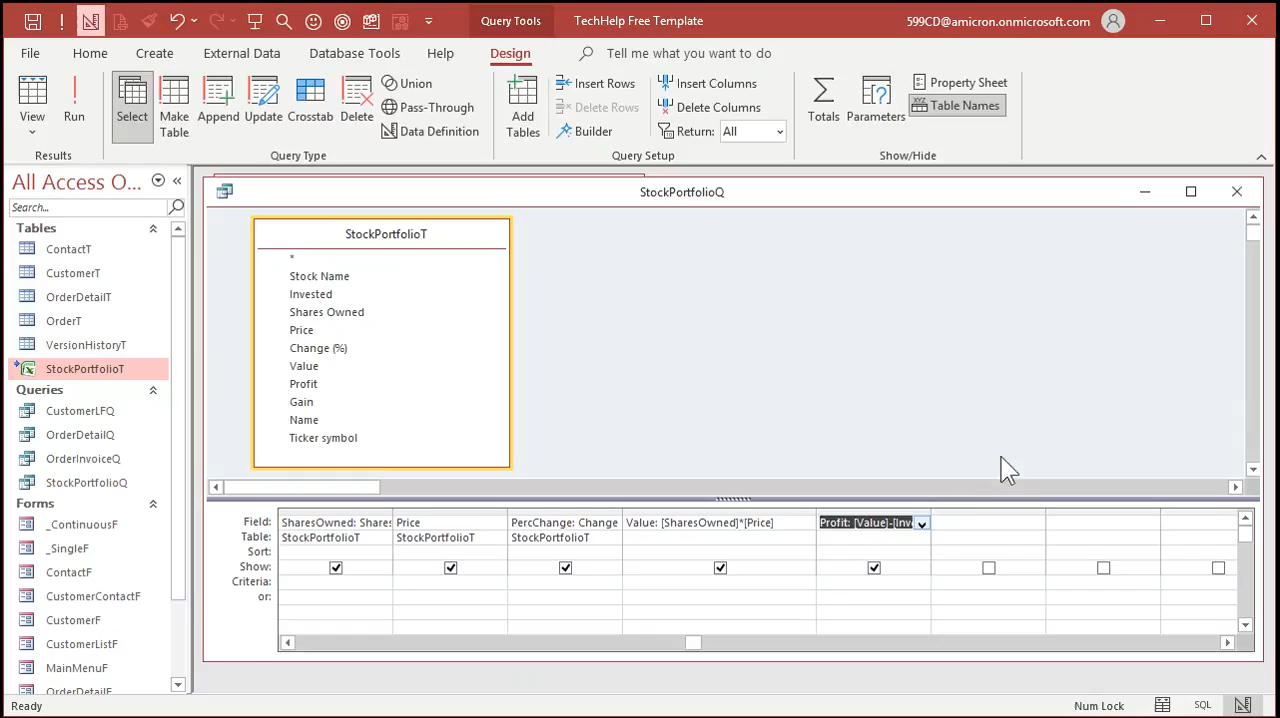 Query Tools
TechHelp Free Template
599CD@amicron.onmicrosoft.com
File
Home
Create
External Data
Database Tools
Help
Design
Tell me what you want to do
View
Run
Select
Make Table
Append
Update
Crosstab
Delete
Union
Pass-Through
Data Definition
Add Tables
Insert Rows
Delete Rows
Builder
Insert Columns
Delete Columns
Return: All
Totals
Parameters
Property Sheet
Table Names
Results
Query Type
Query Setup
Show/Hide
All Access O...
Search...
Tables
ContactT
CustomerT
OrderDetailT
OrderT
VersionHistoryT
StockPortfolioT
Queries
CustomerLFQ
OrderDetailQ
OrderInvoiceQ
StockPortfolioQ
Forms
_ContinuousF
_SingleF
ContactF
CustomerContactF
CustomerF
CustomerListF
MainMenuF
OrderDetailF
StockPortfolioQ
StockPortfolioT
*
Stock Name
Invested
Shares Owned
Price
Change (%)
Value
Profit
Gain
Name
Ticker symbol
Field: SharesOwned: Shares Price PercChange: Change Value: [SharesOwned]*[Price] Profit: [Value]-[Inv
Table: StockPortfolioT StockPortfolioT StockPortfolioT
Sort:
Show:
Criteria:
or:
Ready
Num Lock
SQL